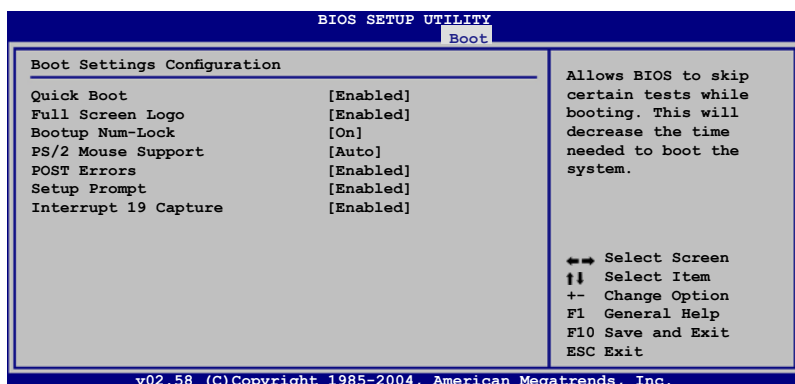 BIOS SETUP UTILITY
Boot
Boot Settings Configuration
Quick Boot [Enabled]
Full Screen Logo [Enabled]
Bootup Num-Lock [On]
PS/2 Mouse Support [Auto]
POST Errors [Enabled]
Setup Prompt [Enabled]
Interrupt 19 Capture [Enabled]
Allows BIOS to skip
certain tests while
booting. This will
decrease the time
needed to boot the
system.
←→ Select Screen
↑↓ Select Item
+- Change Option
F1 General Help
F10 Save and Exit
ESC Exit
v02.58 (C)Copyright 1985-2004, American Megatrends, Inc.